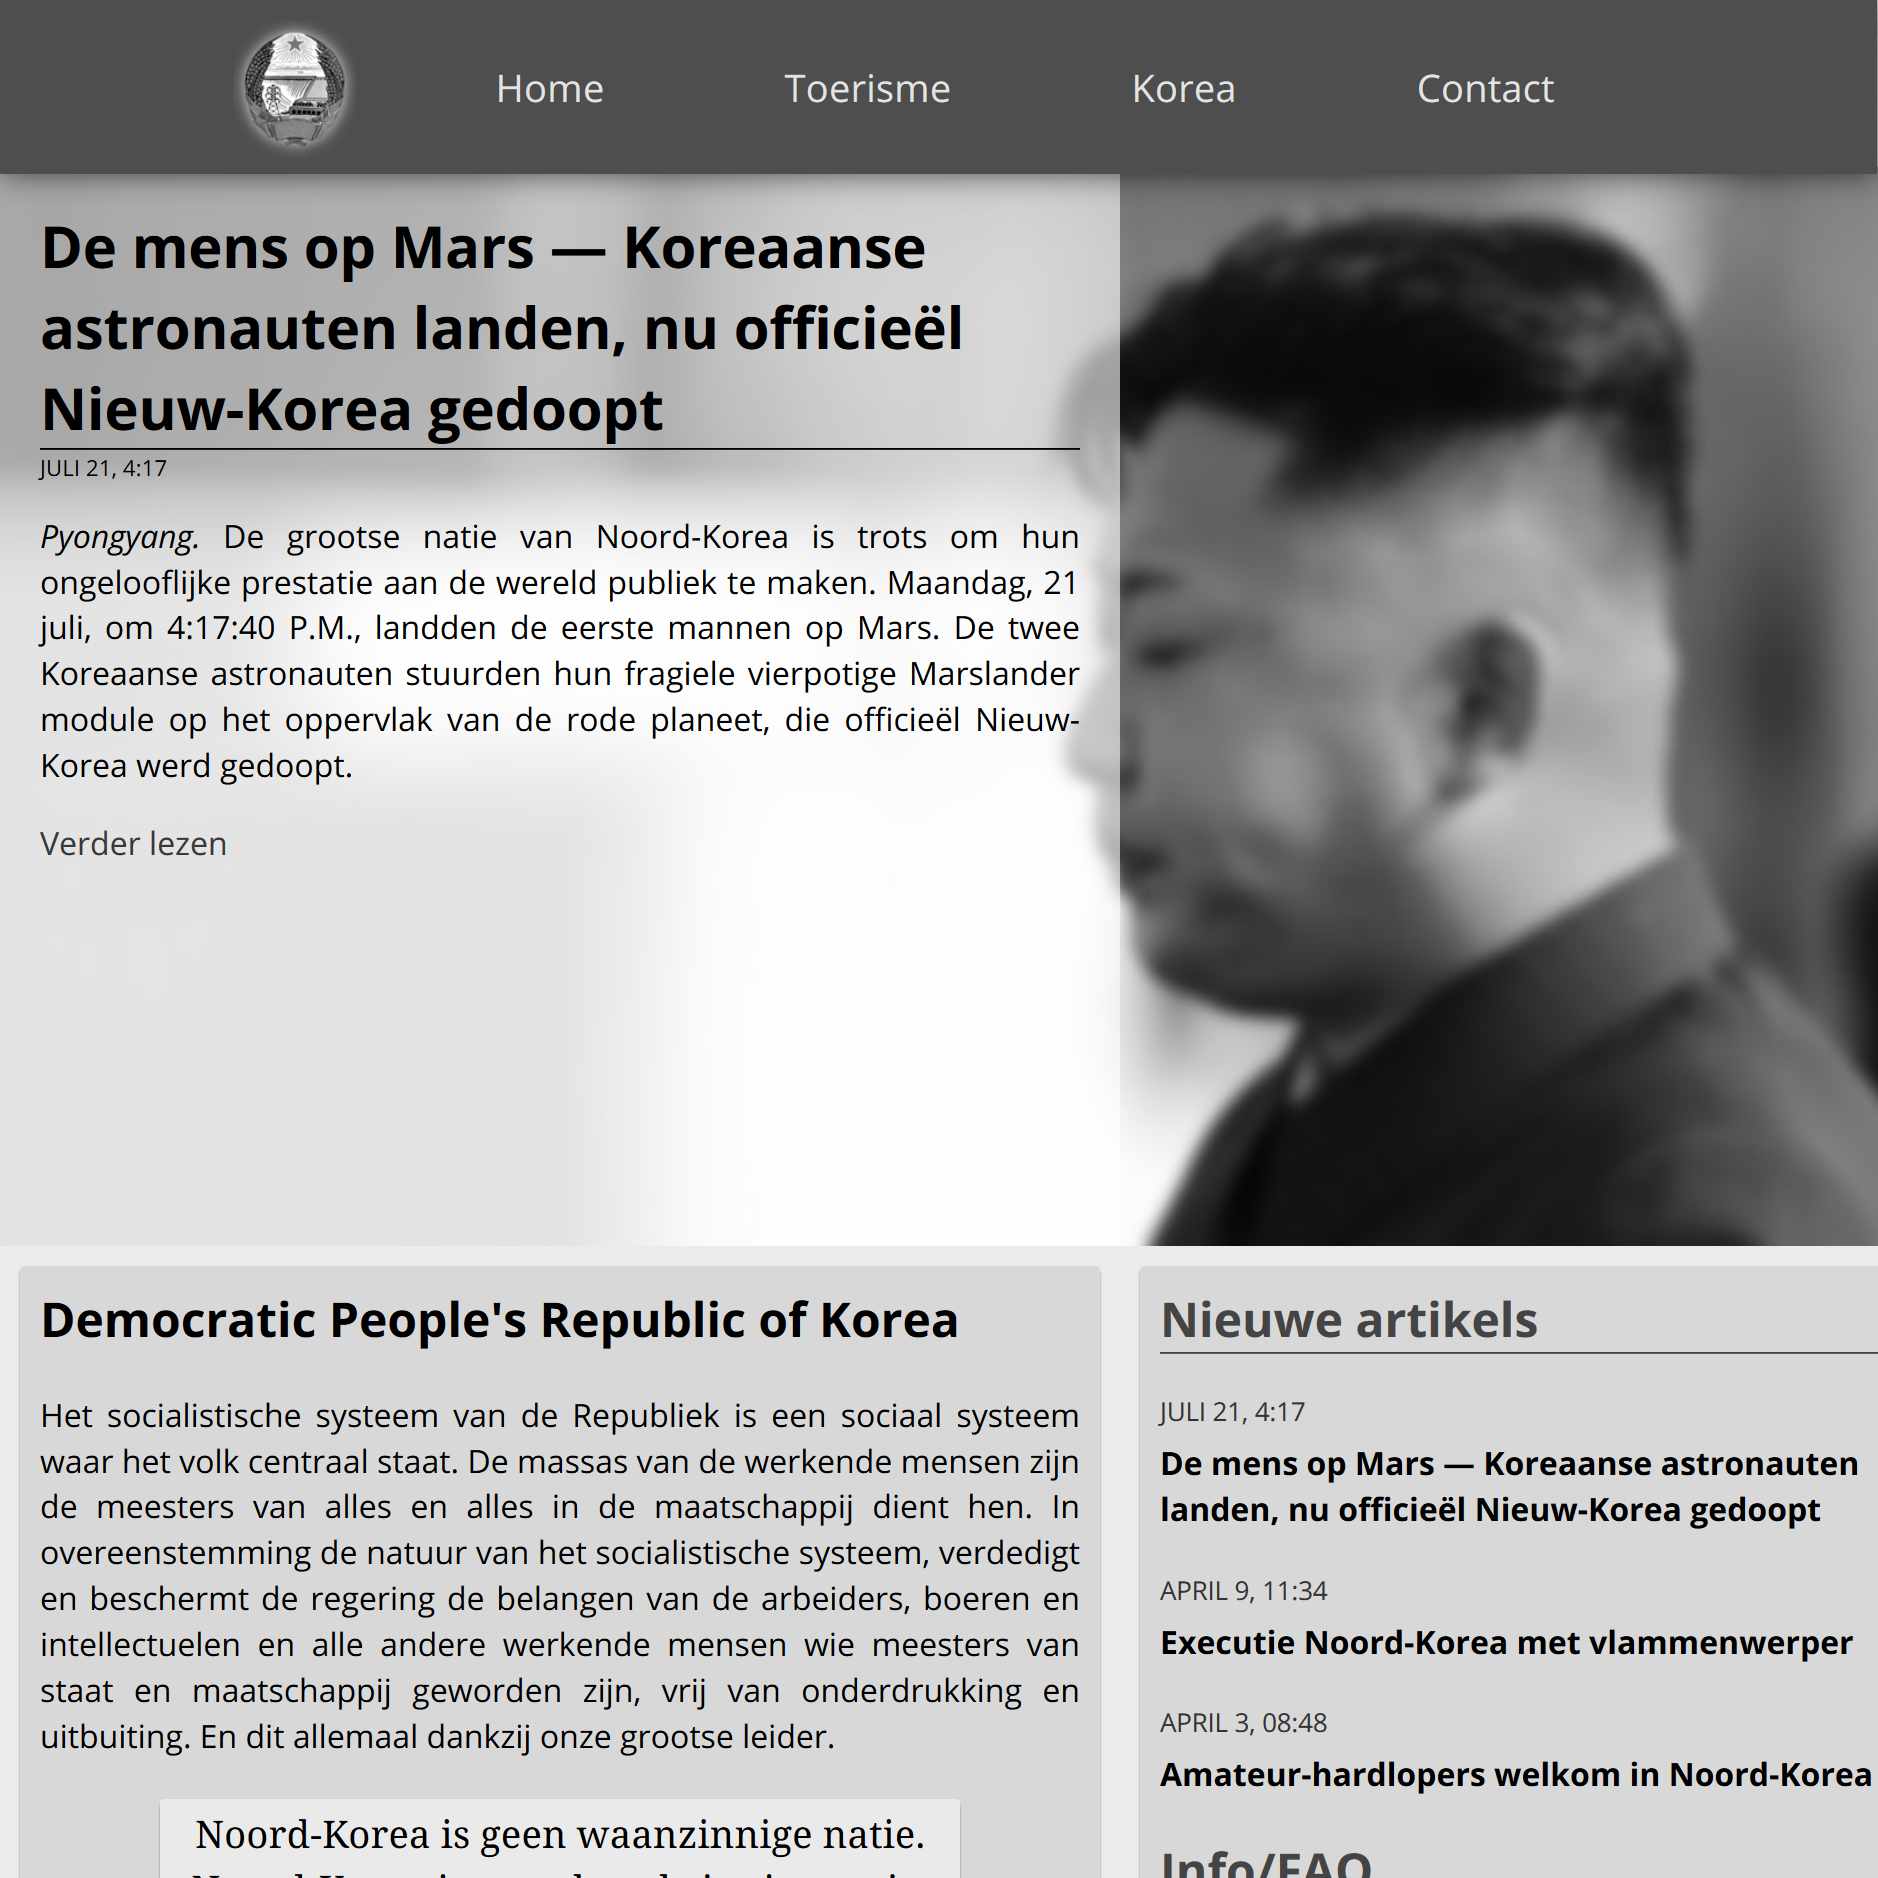 Home Toerisme Korea Contact
De mens op Mars — Koreaanse
astronauten landen, nu officieël
Nieuw-Korea gedoopt
JULI 21, 4:17
Pyongyang. De grootse natie van Noord-Korea is trots om hun
ongelooflijke prestatie aan de wereld publiek te maken. Maandag, 21
juli, om 4:17:40 P.M., landden de eerste mannen op Mars. De twee
Koreaanse astronauten stuurden hun fragiele vierpotige Marslander
module op het oppervlak van de rode planeet, die officieël Nieuw-
Korea werd gedoopt.
Verder lezen
Democratic People's Republic of Korea
Het socialistische systeem van de Republiek is een sociaal systeem
waar het volk centraal staat. De massas van de werkende mensen zijn
de meesters van alles en alles in de maatschappij dient hen. In
overeenstemming de natuur van het socialistische systeem, verdedigt
en beschermt de regering de belangen van de arbeiders, boeren en
intellectuelen en alle andere werkende mensen wie meesters van
staat en maatschappij geworden zijn, vrij van onderdrukking en
uitbuiting. En dit allemaal dankzij onze grootse leider.
Noord-Korea is geen waanzinnige natie.
Nieuwe artikels
JULI 21, 4:17
De mens op Mars — Koreaanse astronauten
landen, nu officieël Nieuw-Korea gedoopt
APRIL 9, 11:34
Executie Noord-Korea met vlammenwerper
APRIL 3, 08:48
Amateur-hardlopers welkom in Noord-Korea
Info/FAQ